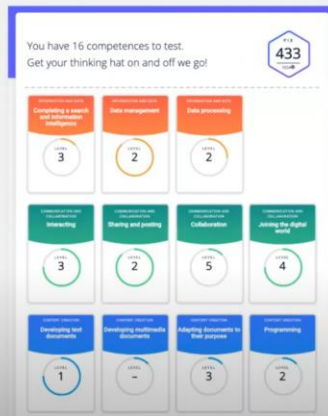 You have 16 competences to test.
Get your thinking hat on and off we go!
PIX
433
INFORMATION AND DATA
Completing a search
and information
intelligence
LEVEL
3
INFORMATION AND DATA
Data management
LEVEL
2
INFORMATION AND DATA
Data processing
LEVEL
2
COMMUNICATION AND
COLLABORATION
Interacting
LEVEL
3
COMMUNICATION AND
COLLABORATION
Sharing and posting
LEVEL
2
COMMUNICATION AND
COLLABORATION
Collaboration
LEVEL
5
COMMUNICATION AND
COLLABORATION
Joining the digital
world
LEVEL
4
CONTENT CREATION
Developing text
documents
LEVEL
1
CONTENT CREATION
Developing multimedia
documents
LEVEL
–
CONTENT CREATION
Adapting documents to
their purpose
LEVEL
3
CONTENT CREATION
Programming
LEVEL
2